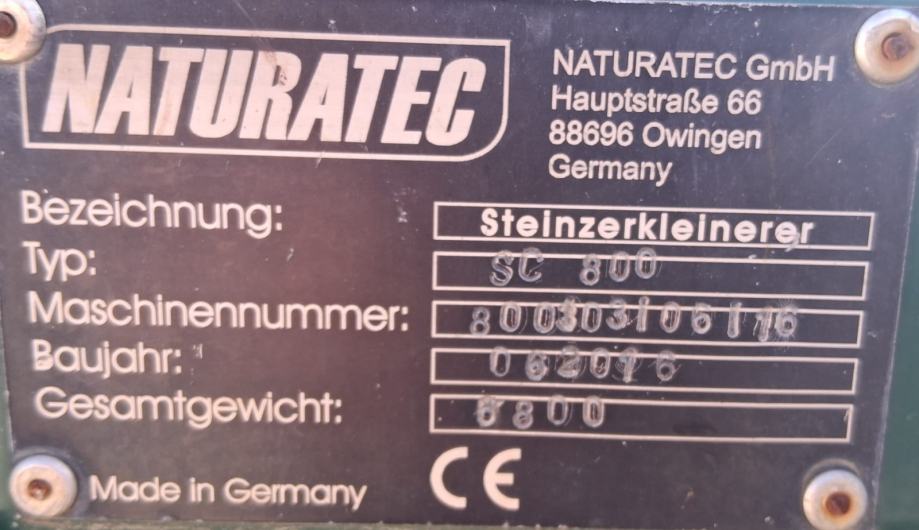 NATURATEC
NATURATEC GmbH
Hauptstraße 66
88696 Owingen
Germany
Bezeichnung: Steinzerkleinerer
Typ: SC 800
Maschinennummer:
Baujahr: 062016
Gesamtgewicht:
Made in Germany CE